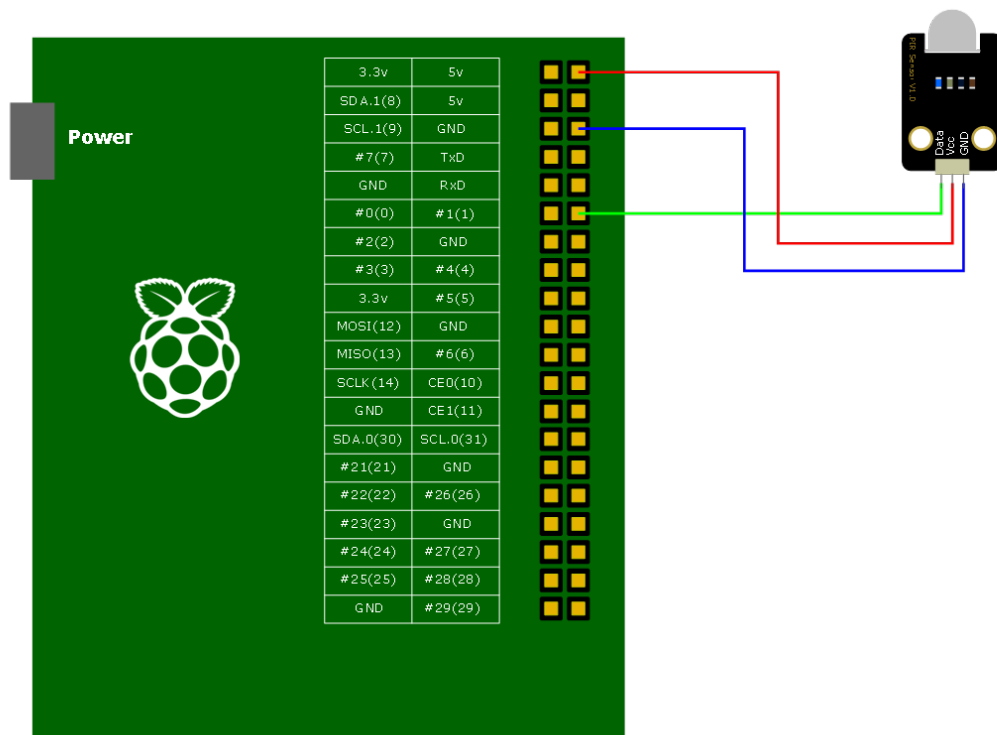 3.3v 5v
SDA.1(8) 5v
SCL.1(9) GND
#7(7) TxD
GND RxD
#0(0) #1(1)
#2(2) GND
#3(3) #4(4)
3.3v #5(5)
MOSI(12) GND
MISO(13) #6(6)
SCLK(14) CE0(10)
GND CE1(11)
SDA.0(30) SCL.0(31)
#21(21) GND
#22(22) #26(26)
#23(23) GND
#24(24) #27(27)
#25(25) #28(28)
GND #29(29)
Power
PIR Sensor V1.0
Data
Vcc
GND